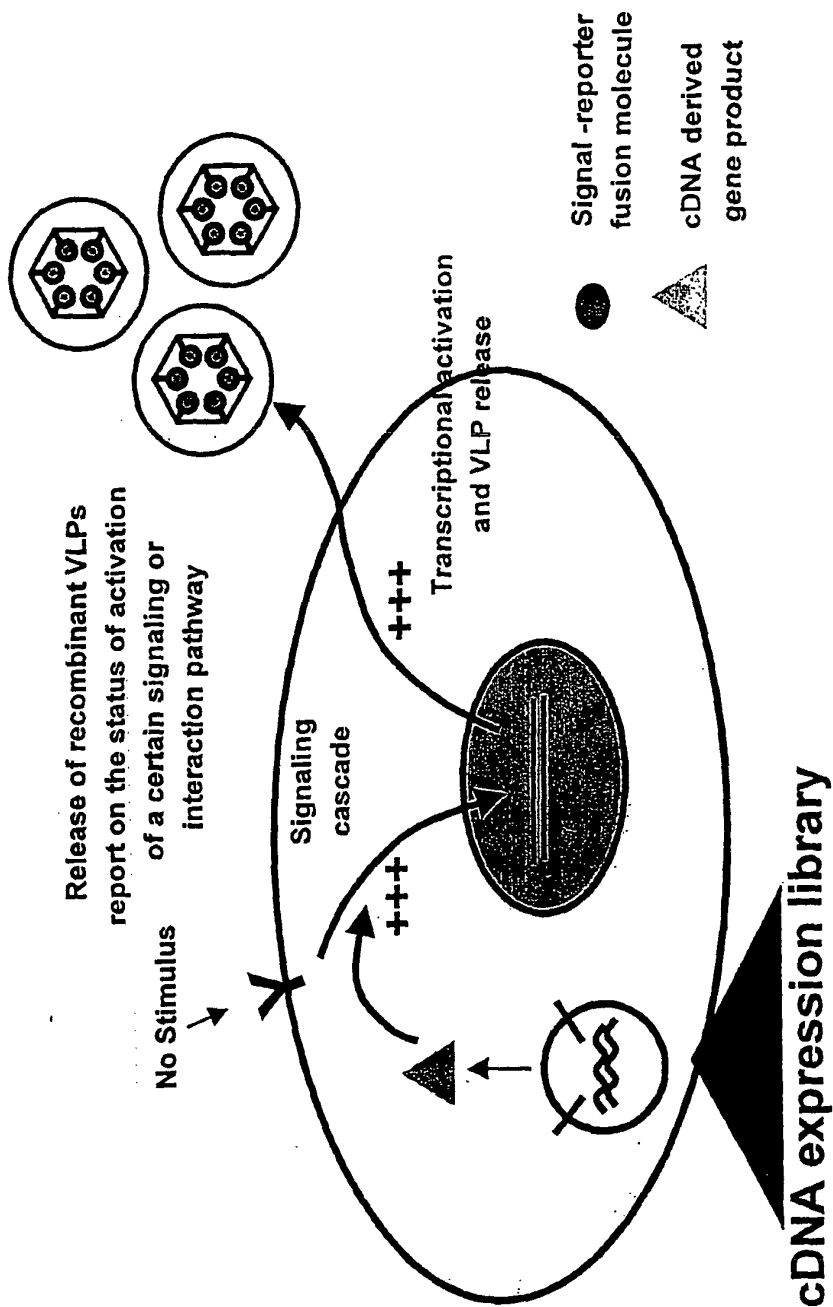 Release of recombinant VLPs
report on the status of activation
of a certain signaling or
interaction pathway
No Stimulus
Signaling
cascade
+++
+++
Transcriptional activation
and VLP release
Signal -reporter
fusion molecule
cDNA derived
gene product
cDNA expression library